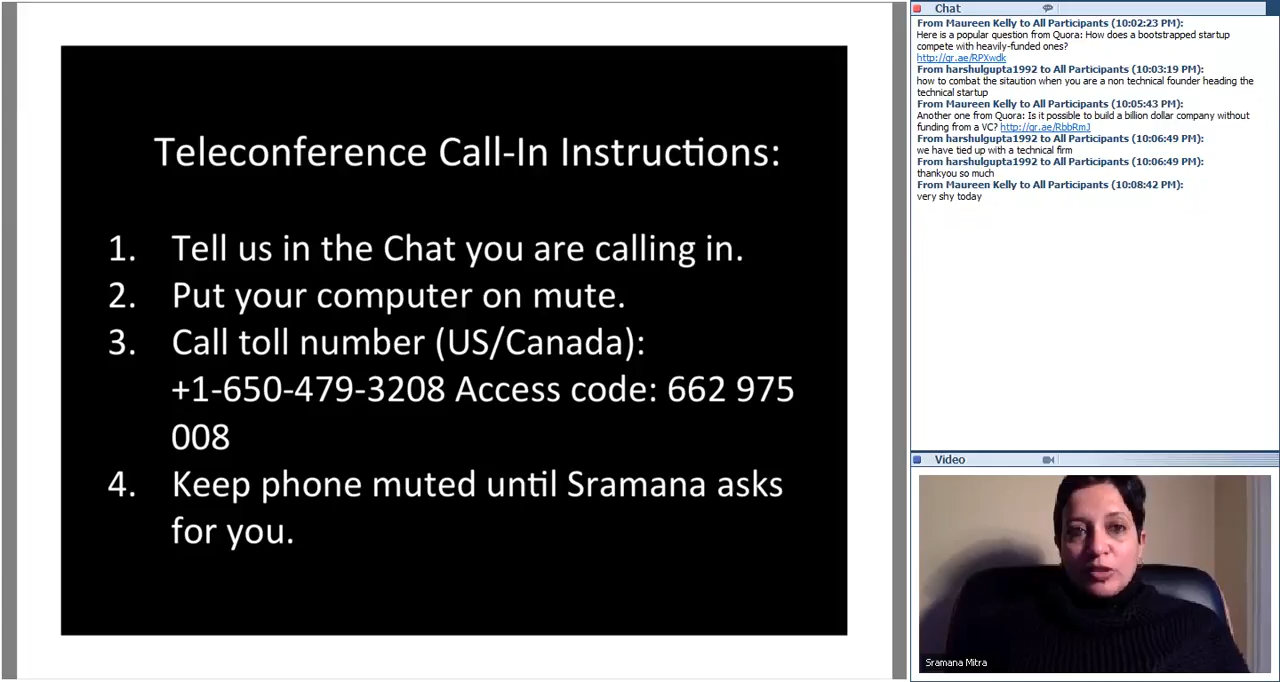 Teleconference Call-In Instructions:
1. Tell us in the Chat you are calling in.
2. Put your computer on mute.
3. Call toll number (US/Canada):
+1-650-479-3208 Access code: 662 975
008
4. Keep phone muted until Sramana asks
for you.
Chat
From Maureen Kelly to All Participants (10:02:23 PM):
Here is a popular question from Quora: How does a bootstrapped startup
compete with heavily-funded ones?
http://qr.ae/RPXwdk
From harshulgupta1992 to All Participants (10:03:19 PM):
how to combat the sitaution when you are a non technical founder heading the
technical startup
From Maureen Kelly to All Participants (10:05:43 PM):
Another one from Quora: Is it possible to build a billion dollar company without
funding from a VC? http://qr.ae/RbbRmJ
From harshulgupta1992 to All Participants (10:06:49 PM):
we have tied up with a technical firm
From harshulgupta1992 to All Participants (10:06:49 PM):
thankyou so much
From Maureen Kelly to All Participants (10:08:42 PM):
very shy today
Video
Sramana Mitra